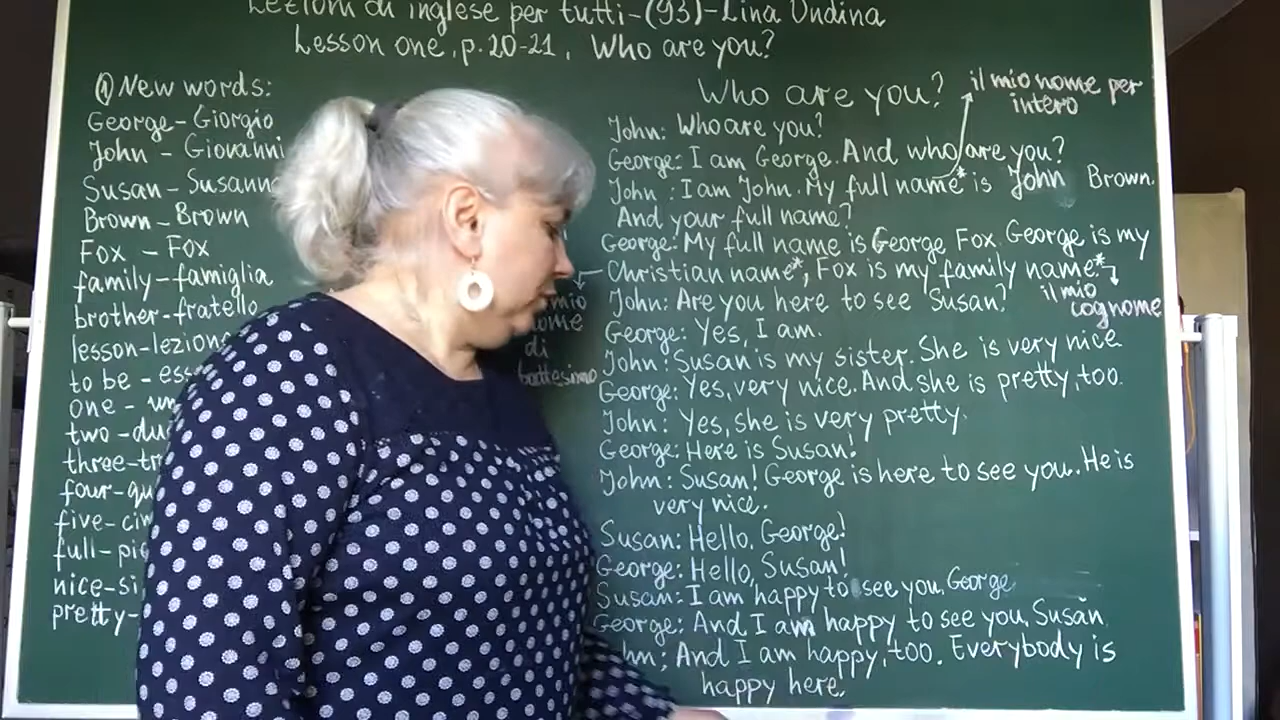 Lezioni di inglese per tutti-(93)-Lina Undina
Lesson one, p. 20-21, Who are you?
① New words:
George - Giorgio
John - Giovanni
Susan - Susanna
Brown - Brown
Fox - Fox
family - famiglia
brother - fratello
lesson - lezion
to be - ess
one - un
two - du
three - tr
four - qu
five - cin
full - pi
nice - si
pretty -
Who are you?
il mio nome per
intero
John: Who are you?
George: I am George. And who are you?
John: I am John. My full name* is John Brown.
And your full name?
George: My full name is George Fox. George is my
Christian name*, Fox is my family name*.
mio
nome
di
battesimo
il mio
cognome
John: Are you here to see Susan?
George: Yes, I am.
John: Susan is my sister. She is very nice
George: Yes, very nice. And she is pretty, too.
John: Yes, she is very pretty.
George: Here is Susan!
John: Susan! George is here to see you. He is
very nice.
Susan: Hello, George!
George: Hello, Susan!
Susan: I am happy to see you, George
George: And I am happy to see you, Susan.
hn: And I am happy, too. Everybody is
happy here.